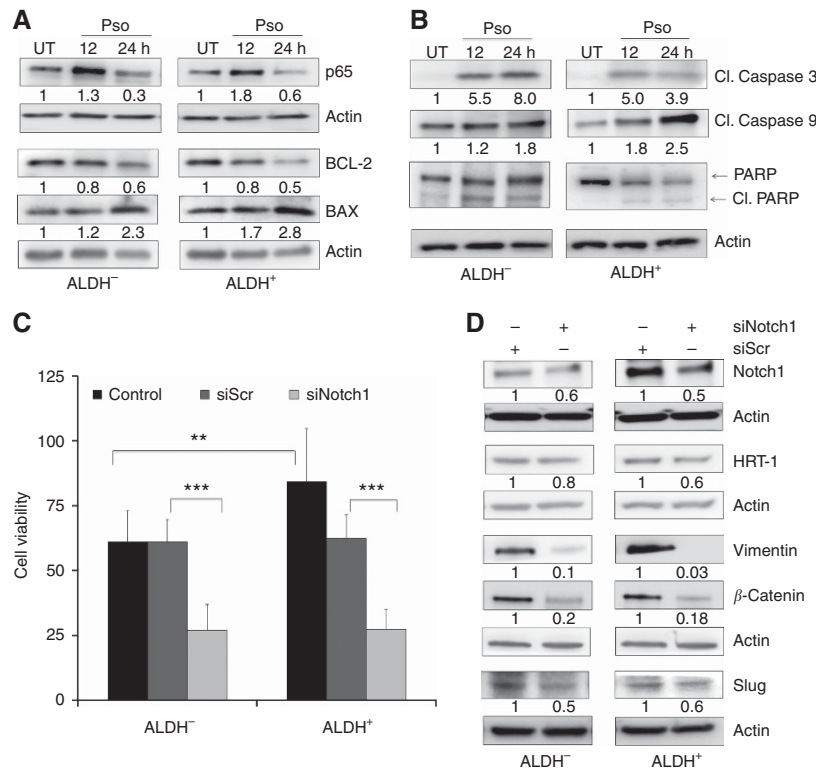 A
Pso
UT 12 24 h
UT 12 24 h
p65
1 1.3 0.3
1 1.8 0.6
Actin
BCL-2
1 0.8 0.6
1 0.8 0.5
BAX
1 1.2 2.3
1 1.7 2.8
Actin
ALDH⁻
ALDH⁺
B
Pso
Pso
UT 12 24 h
UT 12 24 h
Cl. Caspase 3
1 5.5 8.0
1 5.0 3.9
Cl. Caspase 9
1 1.2 1.8
1 1.8 2.5
← PARP
← Cl. PARP
Actin
ALDH⁻
ALDH⁺
C
125
100
75
50
25
0
Cell viability
Control siScr siNotch1
**
***
***
ALDH⁻
ALDH⁺
D
– + – + siNotch1
+ – + – siScr
Notch1
1 0.6
1 0.5
Actin
HRT-1
1 0.8
1 0.6
Actin
Vimentin
1 0.1
1 0.03
β-Catenin
1 0.2
1 0.18
Actin
Slug
1 0.5
1 0.6
Actin
ALDH⁻
ALDH⁺